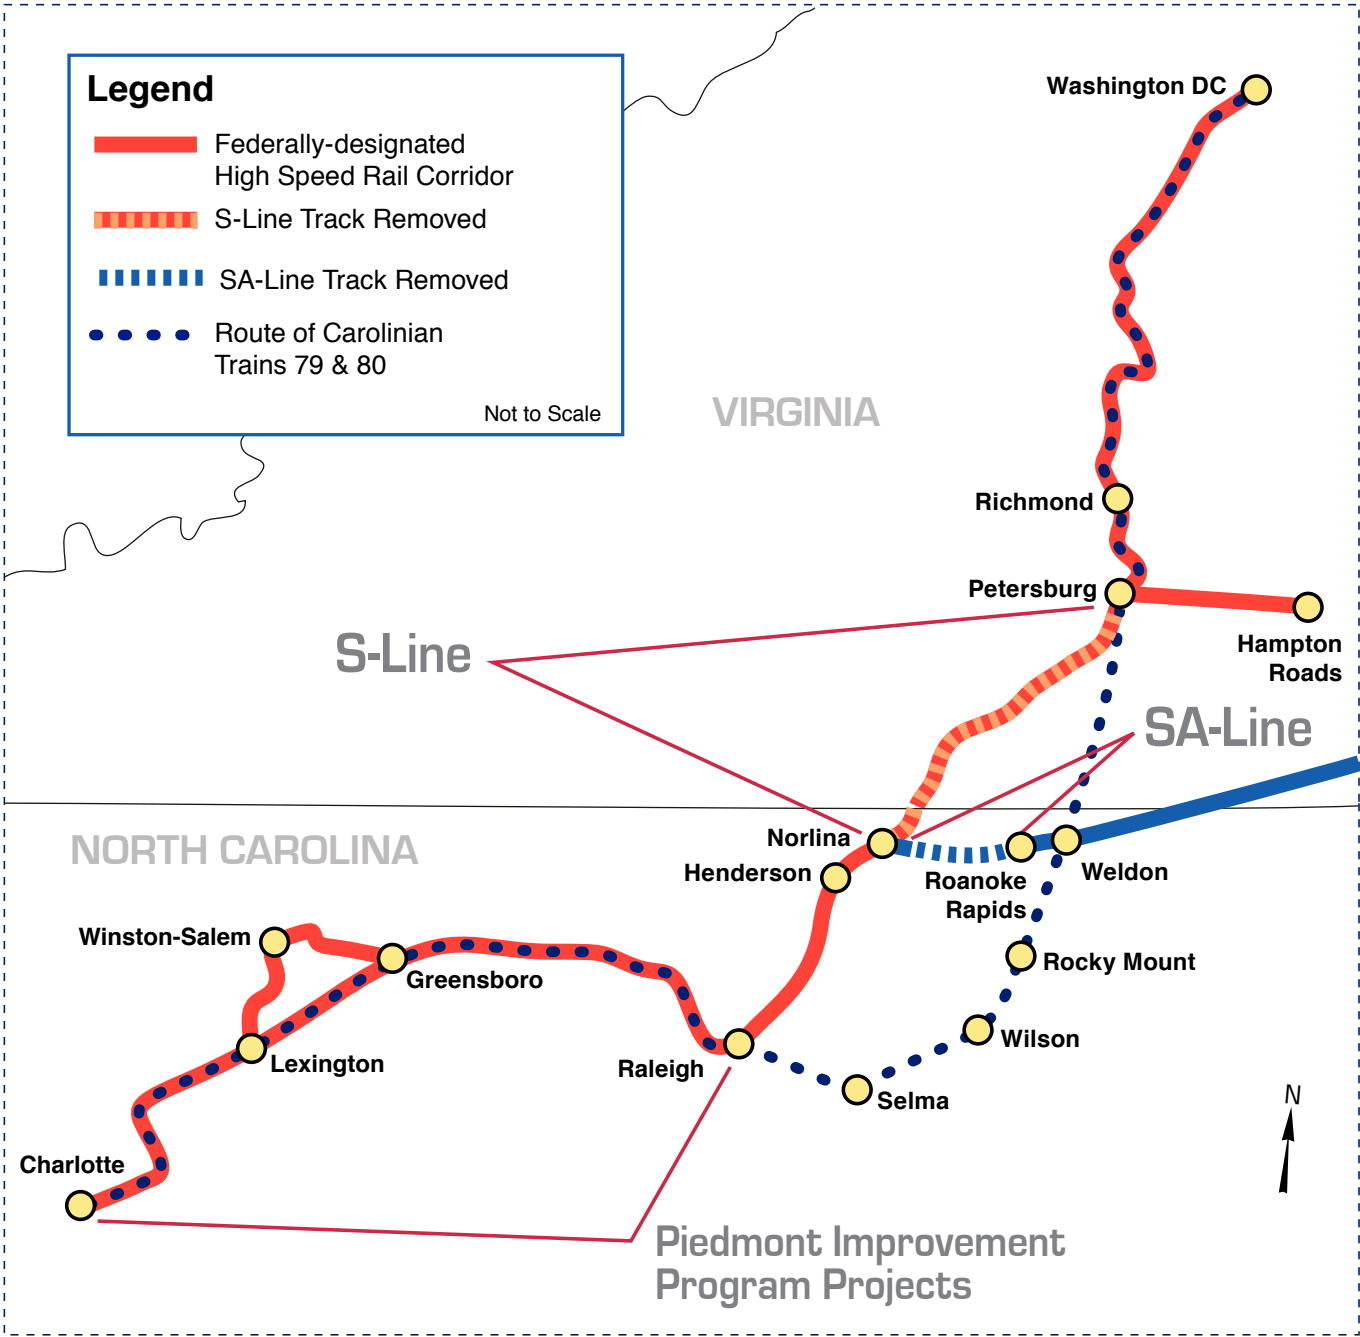 Legend
Federally-designated
High Speed Rail Corridor
S-Line Track Removed
SA-Line Track Removed
Route of Carolinian
Trains 79 & 80
Not to Scale
Washington DC
VIRGINIA
Richmond
Petersburg
Hampton
Roads
S-Line
SA-Line
NORTH CAROLINA
Norlina
Henderson
Roanoke
Rapids
Weldon
Winston-Salem
Greensboro
Rocky Mount
Lexington
Raleigh
Wilson
Selma
N
Charlotte
Piedmont Improvement
Program Projects